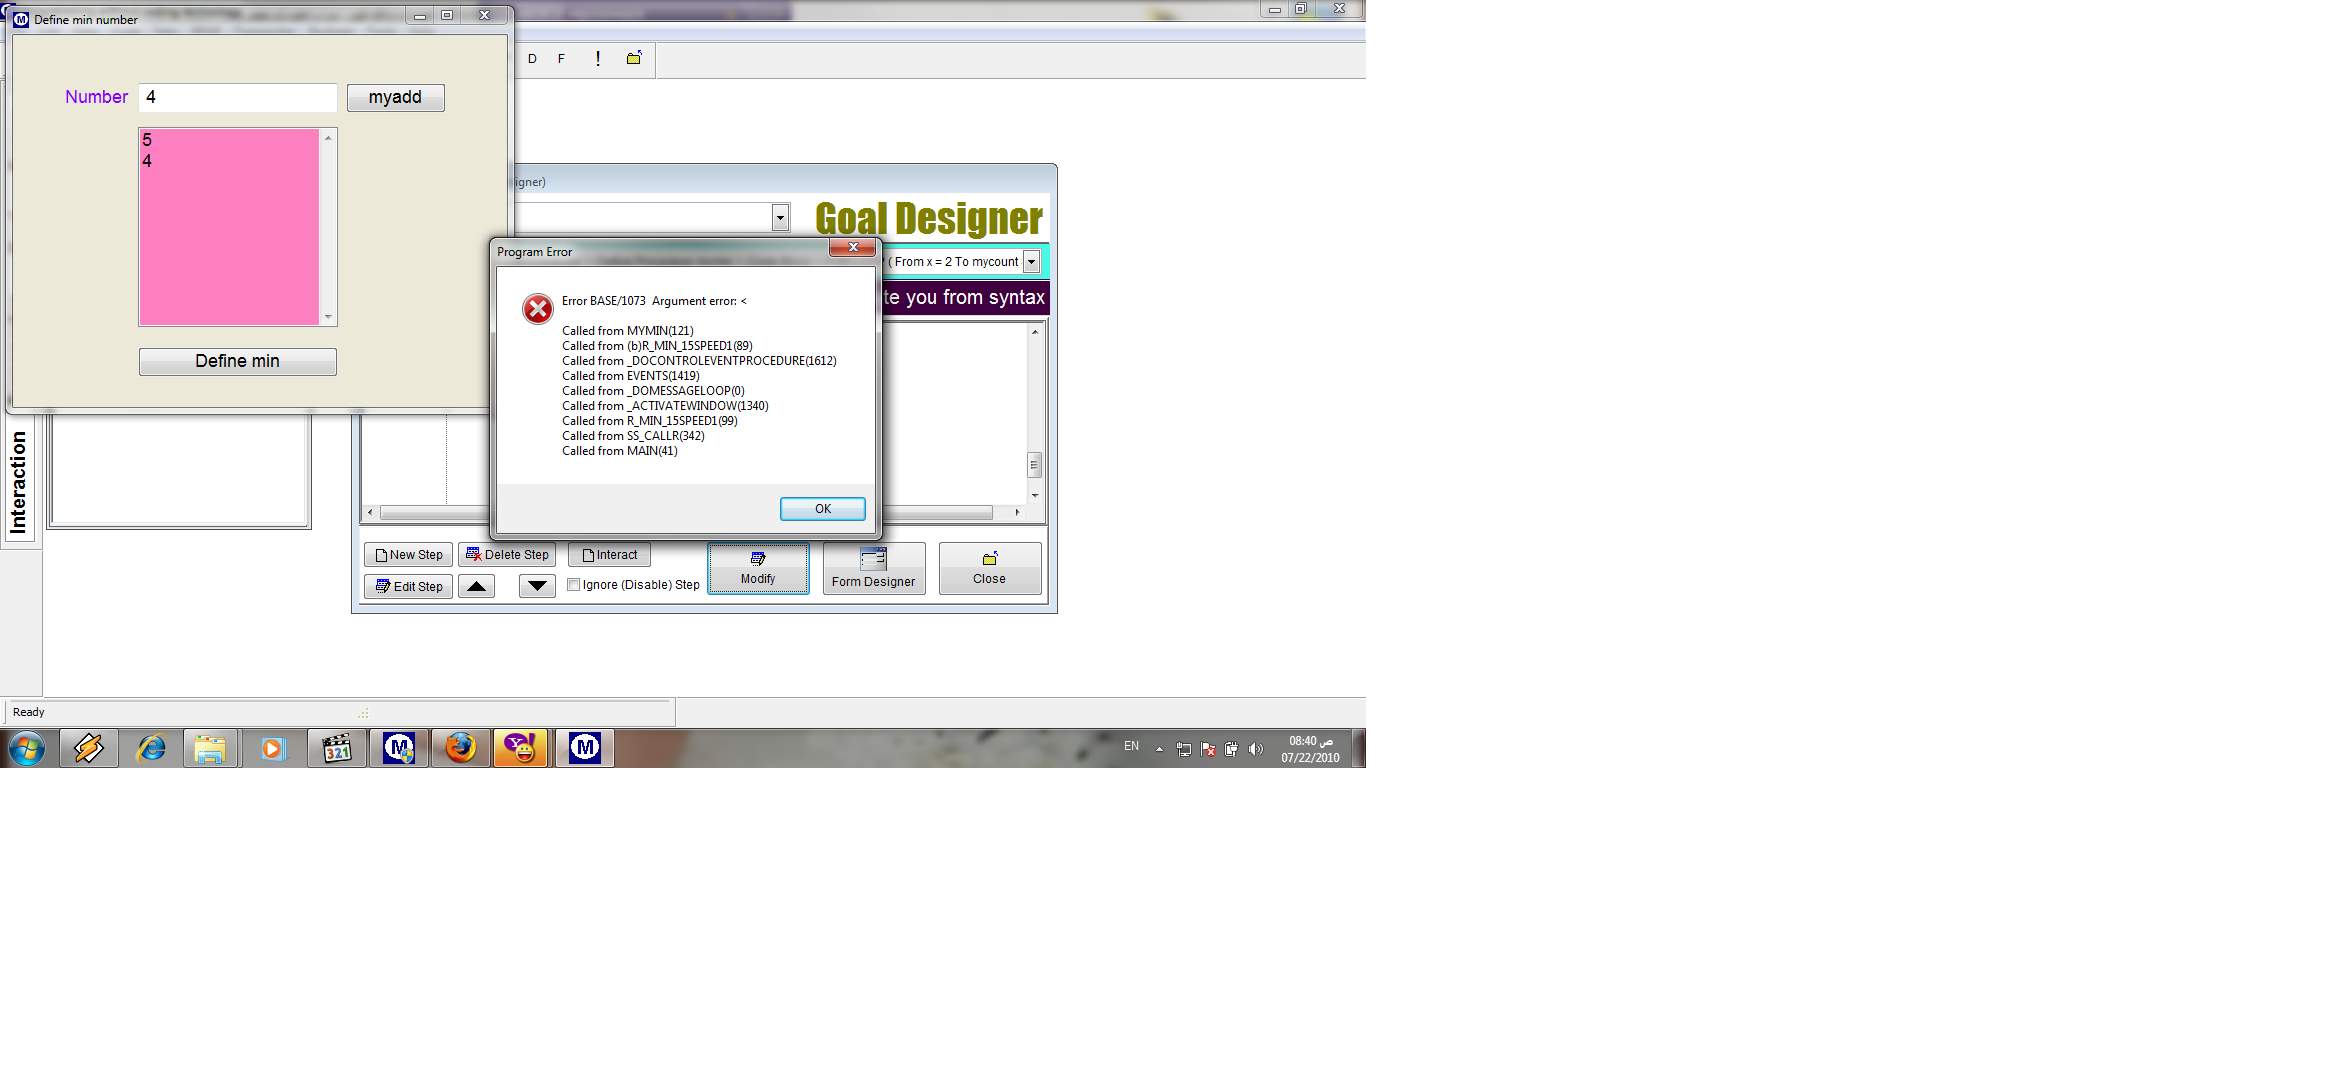 Define min number
D F !
Number 4 myadd
5
4
Define min
igner)
Goal Designer
( From x = 2 To mycount
te you from syntax
Program Error
Error BASE/1073 Argument error: <
Called from MYMIN(121)
Called from (b)R_MIN_15SPEED1(89)
Called from _DOCONTROLEVENTPROCEDURE(1612)
Called from EVENTS(1419)
Called from _DOMESSAGELOOP(0)
Called from _ACTIVATEWINDOW(1340)
Called from R_MIN_15SPEED1(99)
Called from SS_CALLR(342)
Called from MAIN(41)
OK
Interaction
New Step Delete Step Interact
Edit Step Ignore (Disable) Step
Modify Form Designer Close
Ready
321
M
M
EN
08:40 ص
07/22/2010